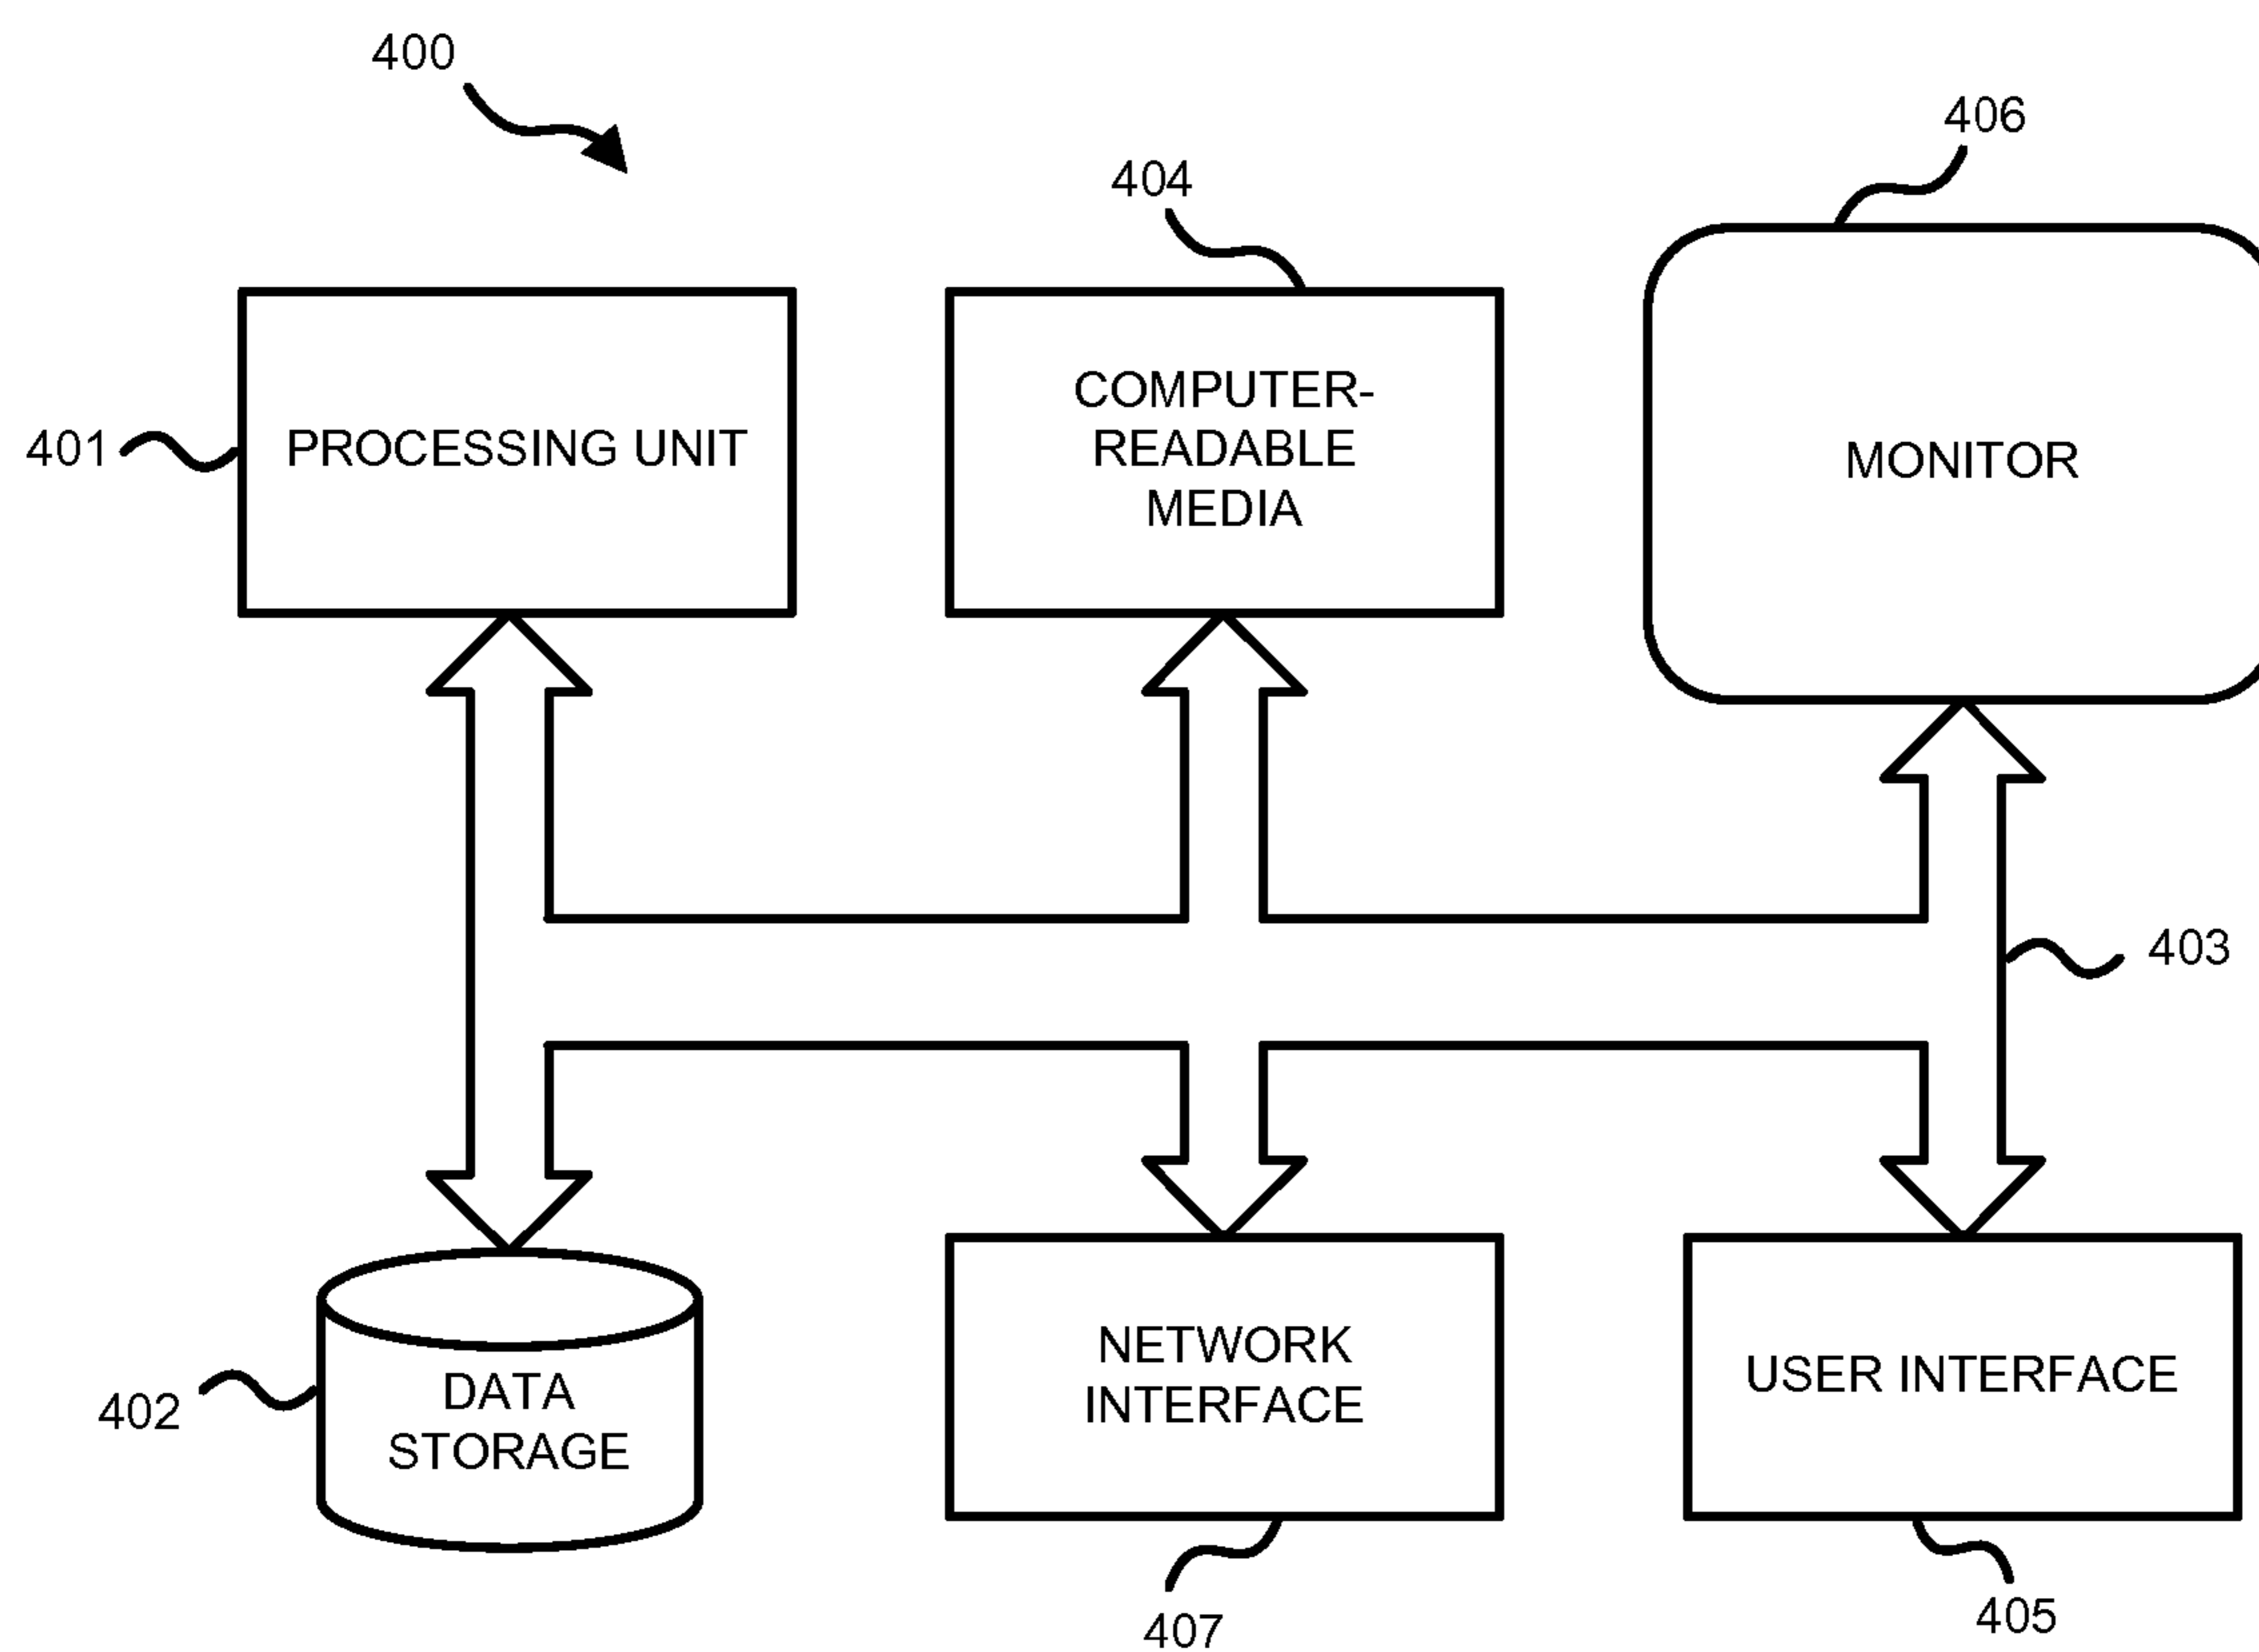 400
406
404
401
PROCESSING UNIT
COMPUTER-
READABLE
MEDIA
MONITOR
403
402
DATA
STORAGE
NETWORK
INTERFACE
USER INTERFACE
407
405